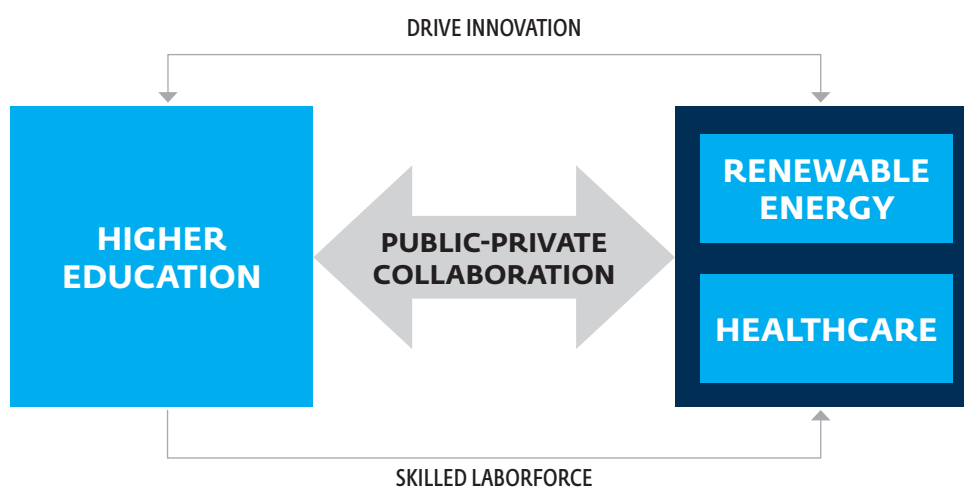 DRIVE INNOVATION
HIGHER
EDUCATION
PUBLIC-PRIVATE
COLLABORATION
RENEWABLE
ENERGY
HEALTHCARE
SKILLED LABORFORCE